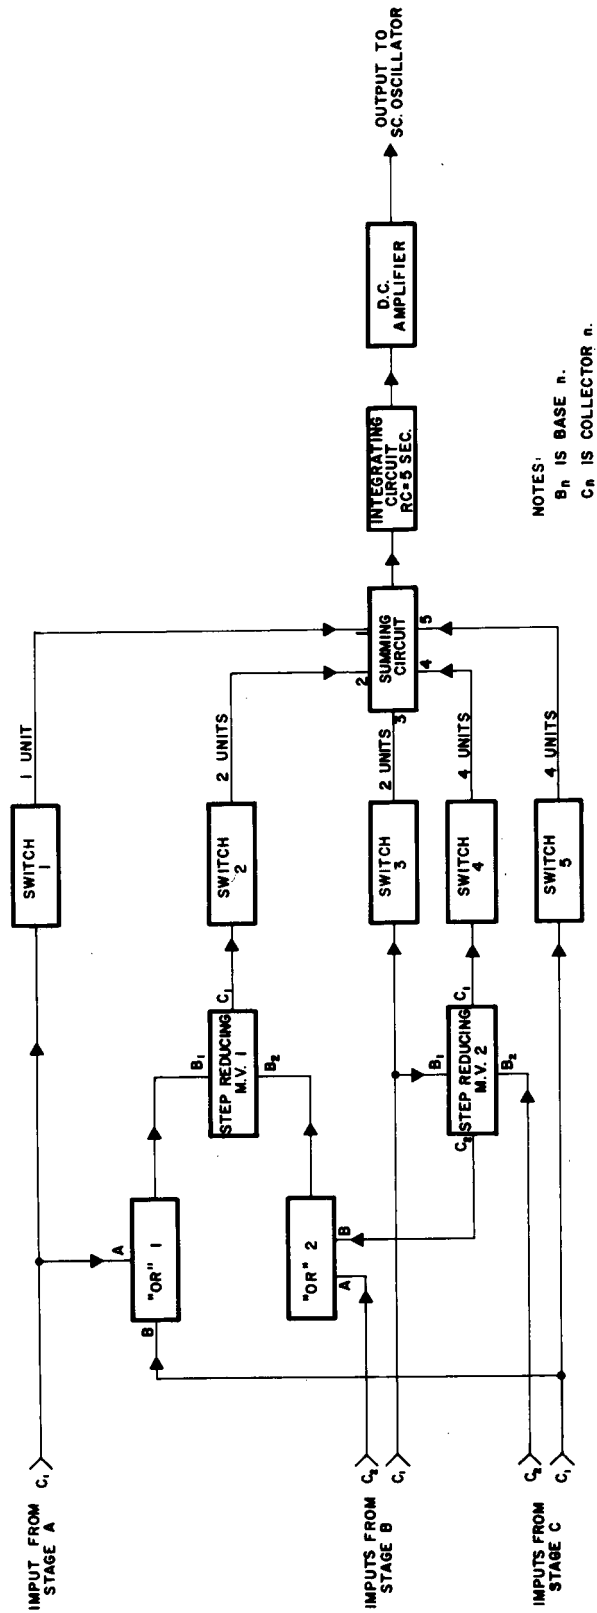 IMPUT FROM
STAGE A
C₁
SWITCH
1
1 UNIT
B
A
"OR" 1
B₁
STEP REDUCING
M.V. 1
B₂
C₁
SWITCH
2
2 UNITS
"OR" 2
A
B
IMPUTS FROM
STAGE B
C₂
C₁
SWITCH
3
2 UNITS
2
1
3
SUMMING
CIRCUIT
4
5
INTEGRATING
CIRCUIT
RC=5 SEC.
D.C.
AMPLIFIER
OUTPUT TO
SC. OSCILLATOR
B₁
C₂
STEP REDUCING
M.V. 2
B₂
C₁
SWITCH
4
4 UNITS
IMPUTS FROM
STAGE C
C₂
C₁
SWITCH
5
4 UNITS
NOTES:
Bn IS BASE n.
Cn IS COLLECTOR n.